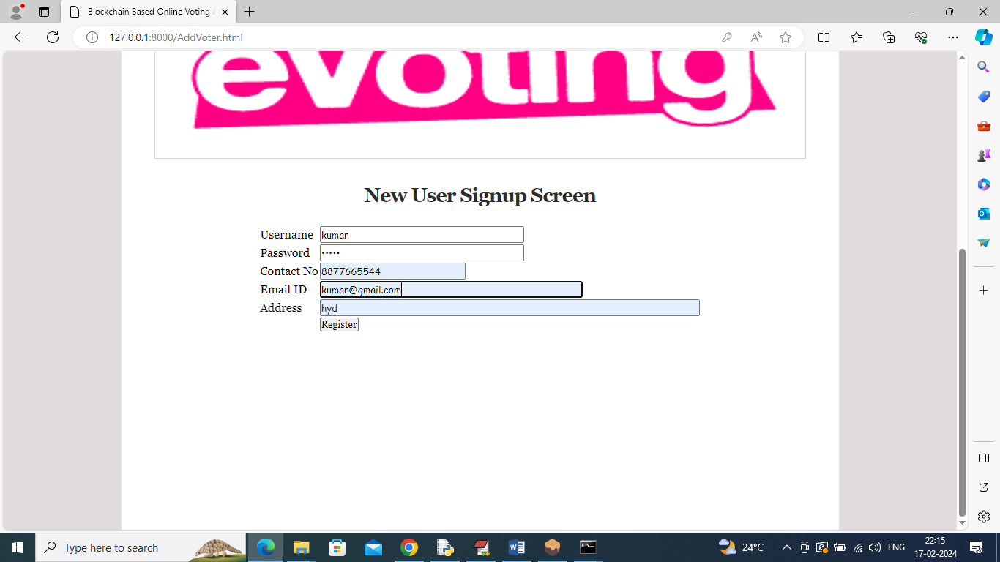 Blockchain Based Online Voting
127.0.0.1:8000/AddVoter.html
evoting
New User Signup Screen
Username kumar
Password •••••
Contact No 8877665544
Email ID kumar@gmail.com
Address hyd
Register
Type here to search
24°C
ENG
22:15
17-02-2024